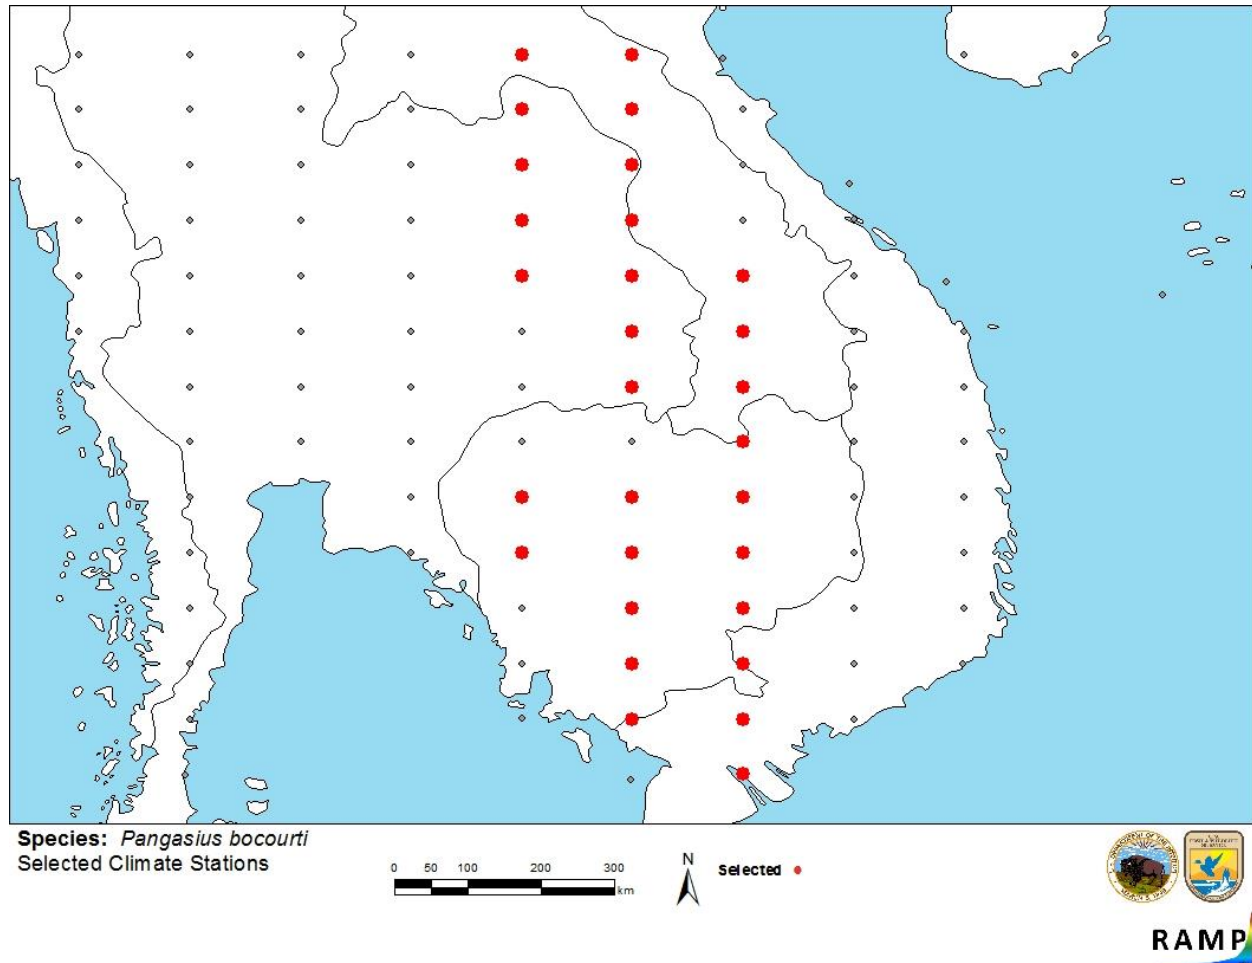 Species: Pangasius bocourti
Selected Climate Stations
0 50 100 200 300
km
N
Selected
RAMP